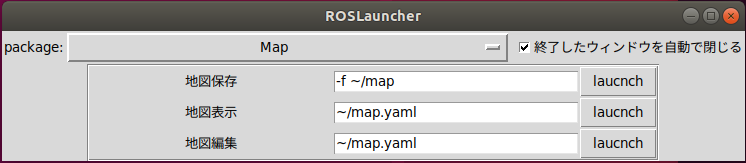 ROSLauncher
package: Map 終了したウィンドウを自動で閉じる
地図保存 -f ~/map laucnch
地図表示 ~/map.yaml laucnch
地図編集 ~/map.yaml laucnch